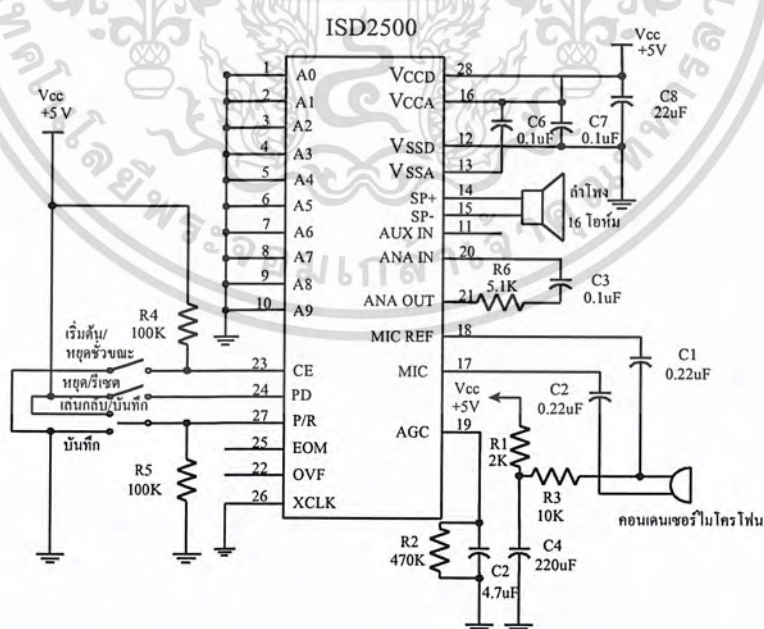 ISD2500
1 A0
2 A1
3 A2
4 A3
5 A4
6 A5
7 A6
8 A7
9 A8
10 A9
23 CE
24 PD
27 P/R
25 EOM
22 OVF
26 XCLK
VCCD 28
VCCA 16
VSSD 12
VSSA 13
SP+ 14
SP- 15
AUX IN 11
ANA IN 20
ANA OUT 21
MIC REF 18
MIC 17
AGC 19
Vcc
+5 V
R4
100K
เริ่มต้น/
หยุดชั่วขณะ
หยุด/รีเซต
เล่นกลับ/บันทึก
บันทึก
R5
100K
Vcc
+5V
C8
22uF
C6
0.1uF
C7
0.1uF
ลำโพง
16 โอห์ม
R6
5.1K
C3
0.1uF
C1
0.22uF
C2
0.22uF
Vcc
+5V
R1
2K
R3
10K
C4
220uF
R2
470K
C2
4.7uF
คอนเดนเซอร์ไมโครโฟน